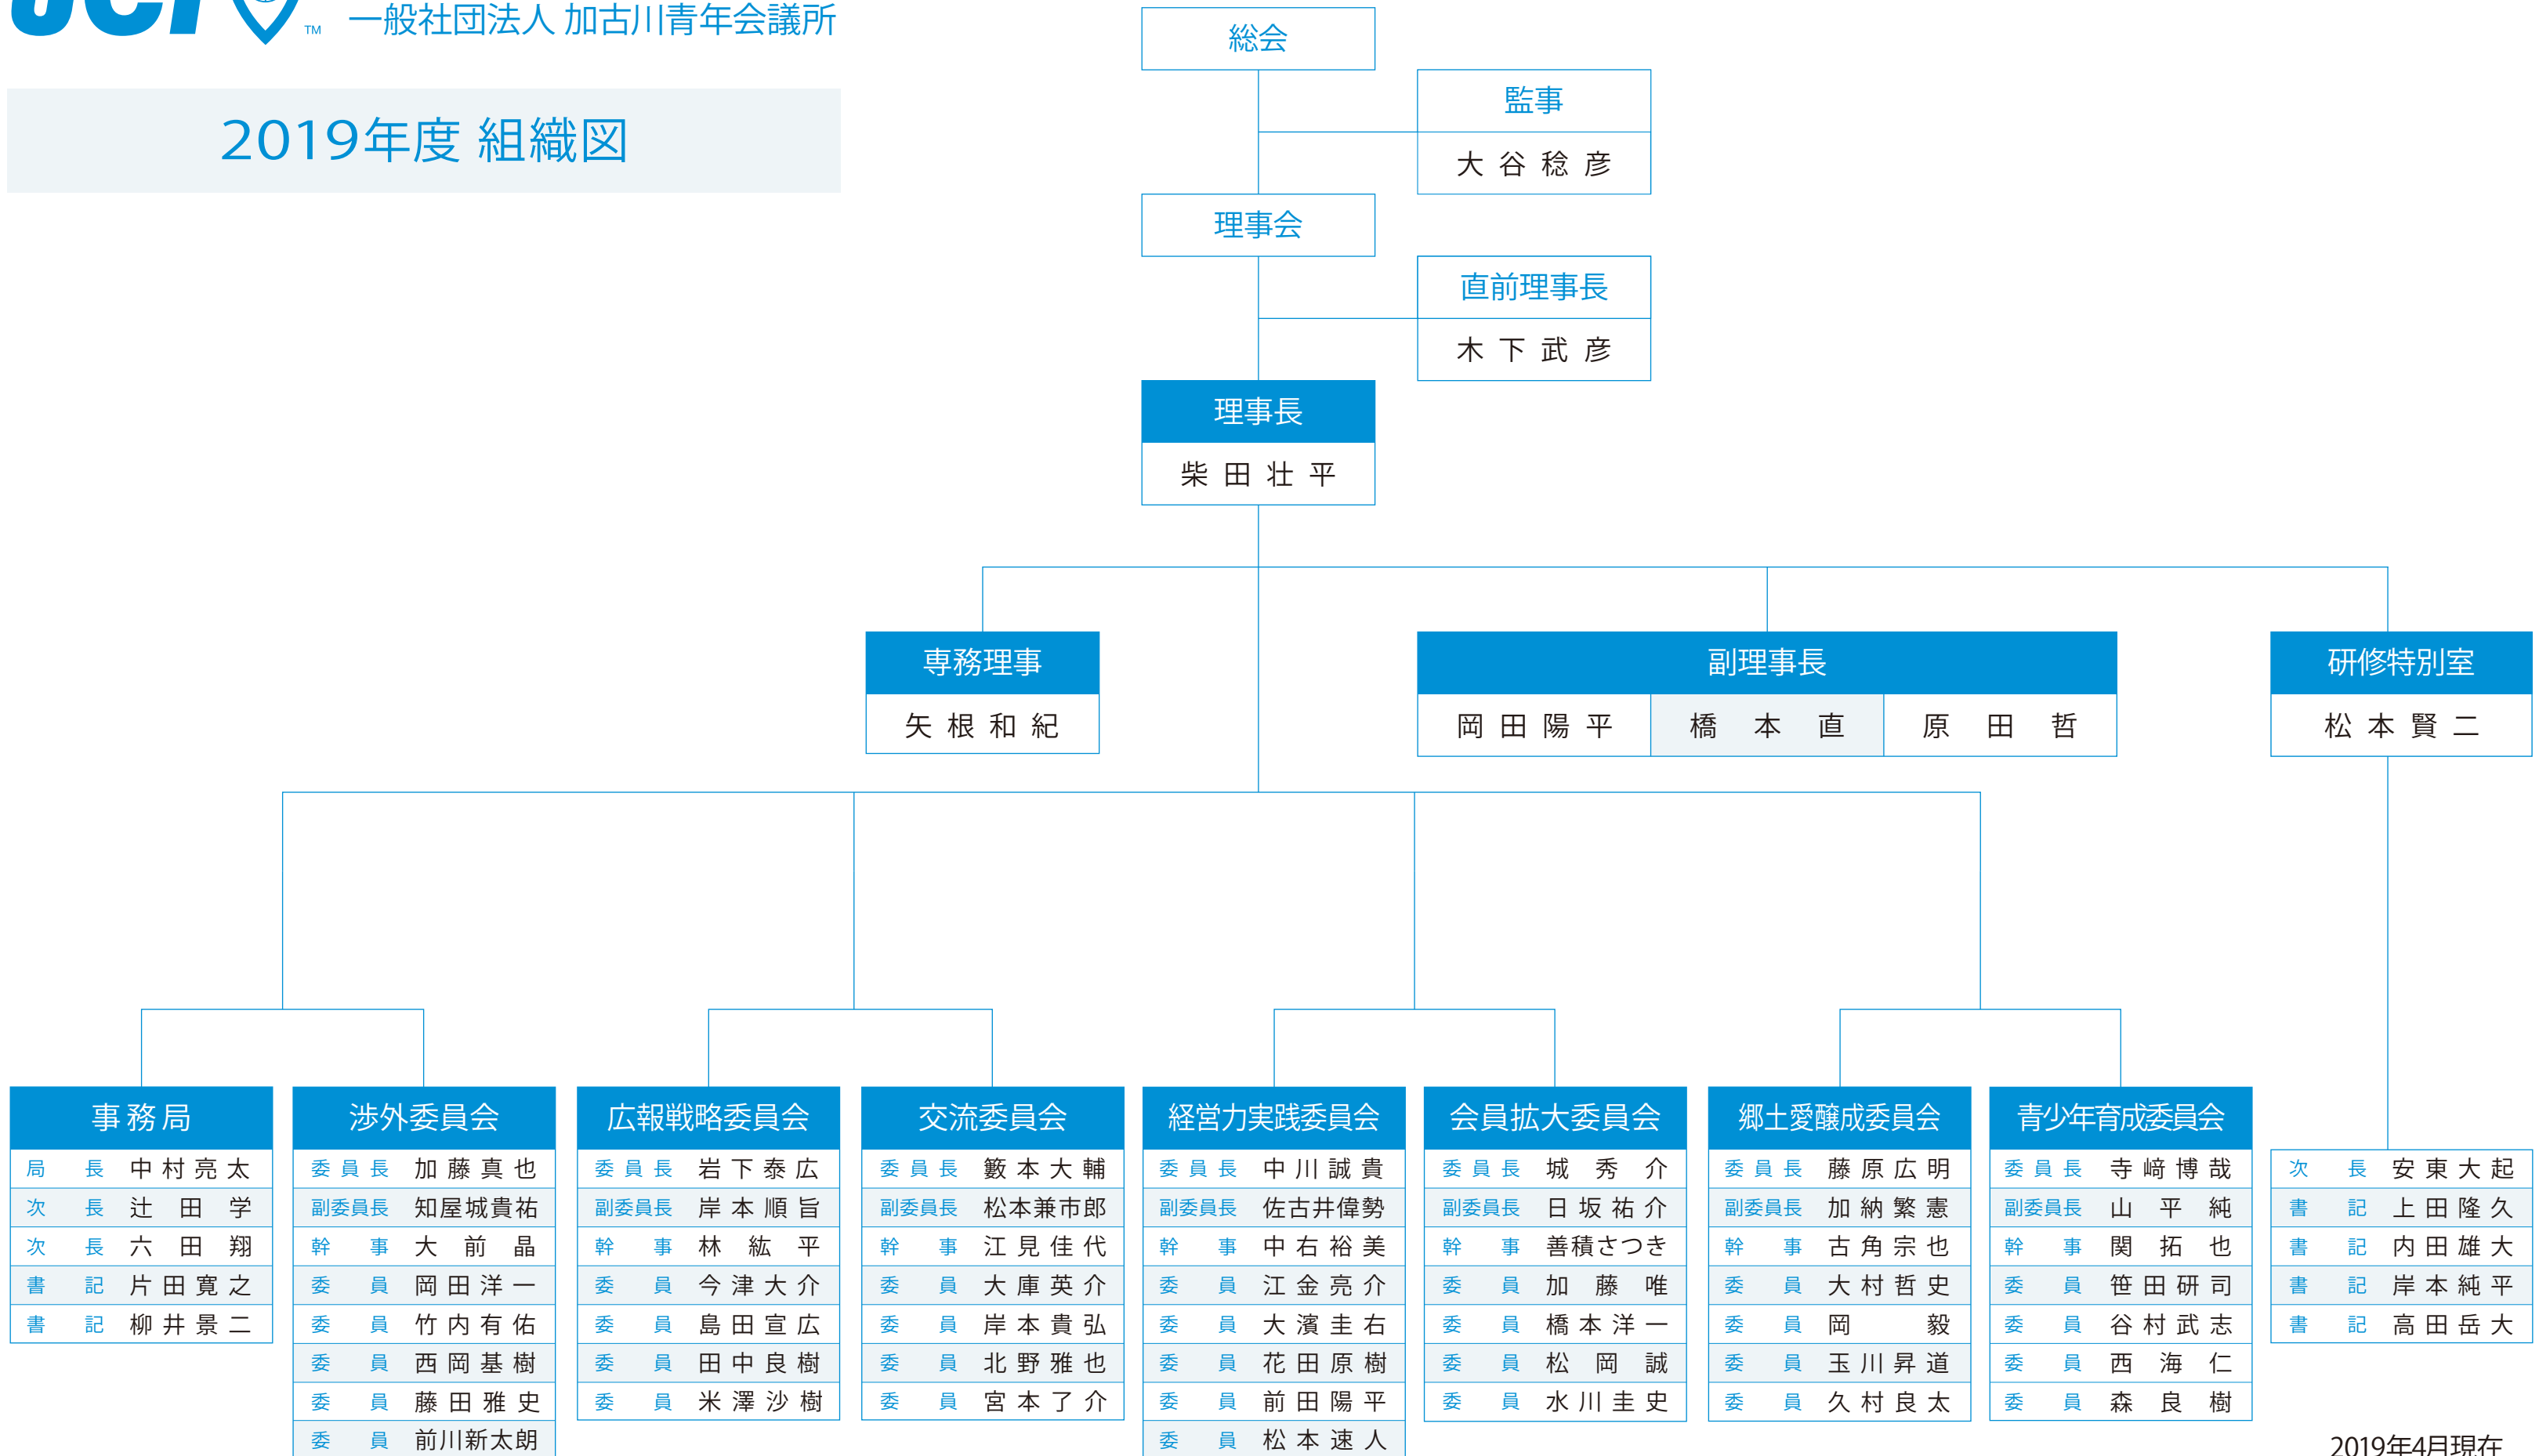 JCI
TM
一般社団法人 加古川青年会議所
2019年度 組織図
総会
監事
大谷稔彦
理事会
直前理事長
木下武彦
理事長
柴田壮平
専務理事
矢根和紀
副理事長
岡田陽平 橋本直 原田哲
研修特別室
松本賢二
事務局
局長 中村亮太
次長 辻田学
次長 六田翔
書記 片田寛之
書記 柳井景二
渉外委員会
委員長 加藤真也
副委員長 知屋城貴祐
幹事 大前晶
委員 岡田洋一
委員 竹内有佑
委員 西岡基樹
委員 藤田雅史
委員 前川新太朗
広報戦略委員会
委員長 岩下泰広
副委員長 岸本順旨
幹事 林紘平
委員 今津大介
委員 島田宣広
委員 田中良樹
委員 米澤沙樹
交流委員会
委員長 籔本大輔
副委員長 松本兼市郎
幹事 江見佳代
委員 大庫英介
委員 岸本貴弘
委員 北野雅也
委員 宮本了介
経営力実践委員会
委員長 中川誠貴
副委員長 佐古井偉勢
幹事 中右裕美
委員 江金亮介
委員 大濱圭右
委員 花田原樹
委員 前田陽平
委員 松本速人
会員拡大委員会
委員長 城秀介
副委員長 日坂祐介
幹事 善積さつき
委員 加藤唯
委員 橋本洋一
委員 松岡誠
委員 水川圭史
郷土愛醸成委員会
委員長 藤原広明
副委員長 加納繁憲
幹事 古角宗也
委員 大村哲史
委員 岡毅
委員 玉川昇道
委員 久村良太
青少年育成委員会
委員長 寺﨑博哉
副委員長 山平純
幹事 関拓也
委員 笹田研司
委員 谷村武志
委員 西海仁
委員 森良樹
次長 安東大起
書記 上田隆久
書記 内田雄大
書記 岸本純平
書記 高田岳大
2019年4月現在